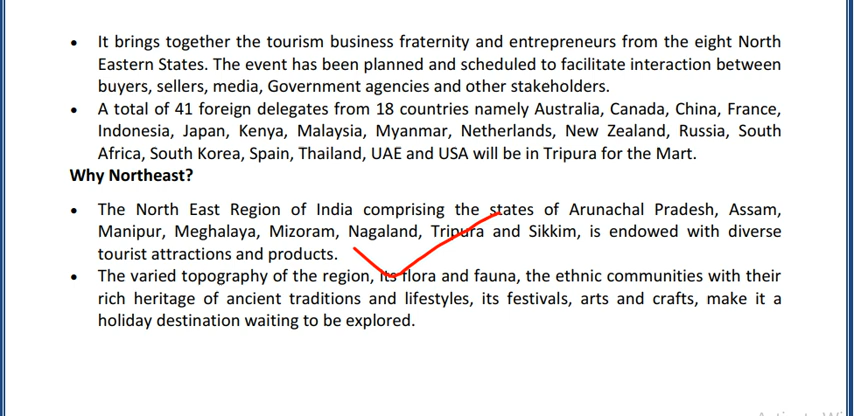 • It brings together the tourism business fraternity and entrepreneurs from the eight North
Eastern States. The event has been planned and scheduled to facilitate interaction between
buyers, sellers, media, Government agencies and other stakeholders.
• A total of 41 foreign delegates from 18 countries namely Australia, Canada, China, France,
Indonesia, Japan, Kenya, Malaysia, Myanmar, Netherlands, New Zealand, Russia, South
Africa, South Korea, Spain, Thailand, UAE and USA will be in Tripura for the Mart.
Why Northeast?
• The North East Region of India comprising the states of Arunachal Pradesh, Assam,
Manipur, Meghalaya, Mizoram, Nagaland, Tripura and Sikkim, is endowed with diverse
tourist attractions and products.
• The varied topography of the region, its flora and fauna, the ethnic communities with their
rich heritage of ancient traditions and lifestyles, its festivals, arts and crafts, make it a
holiday destination waiting to be explored.